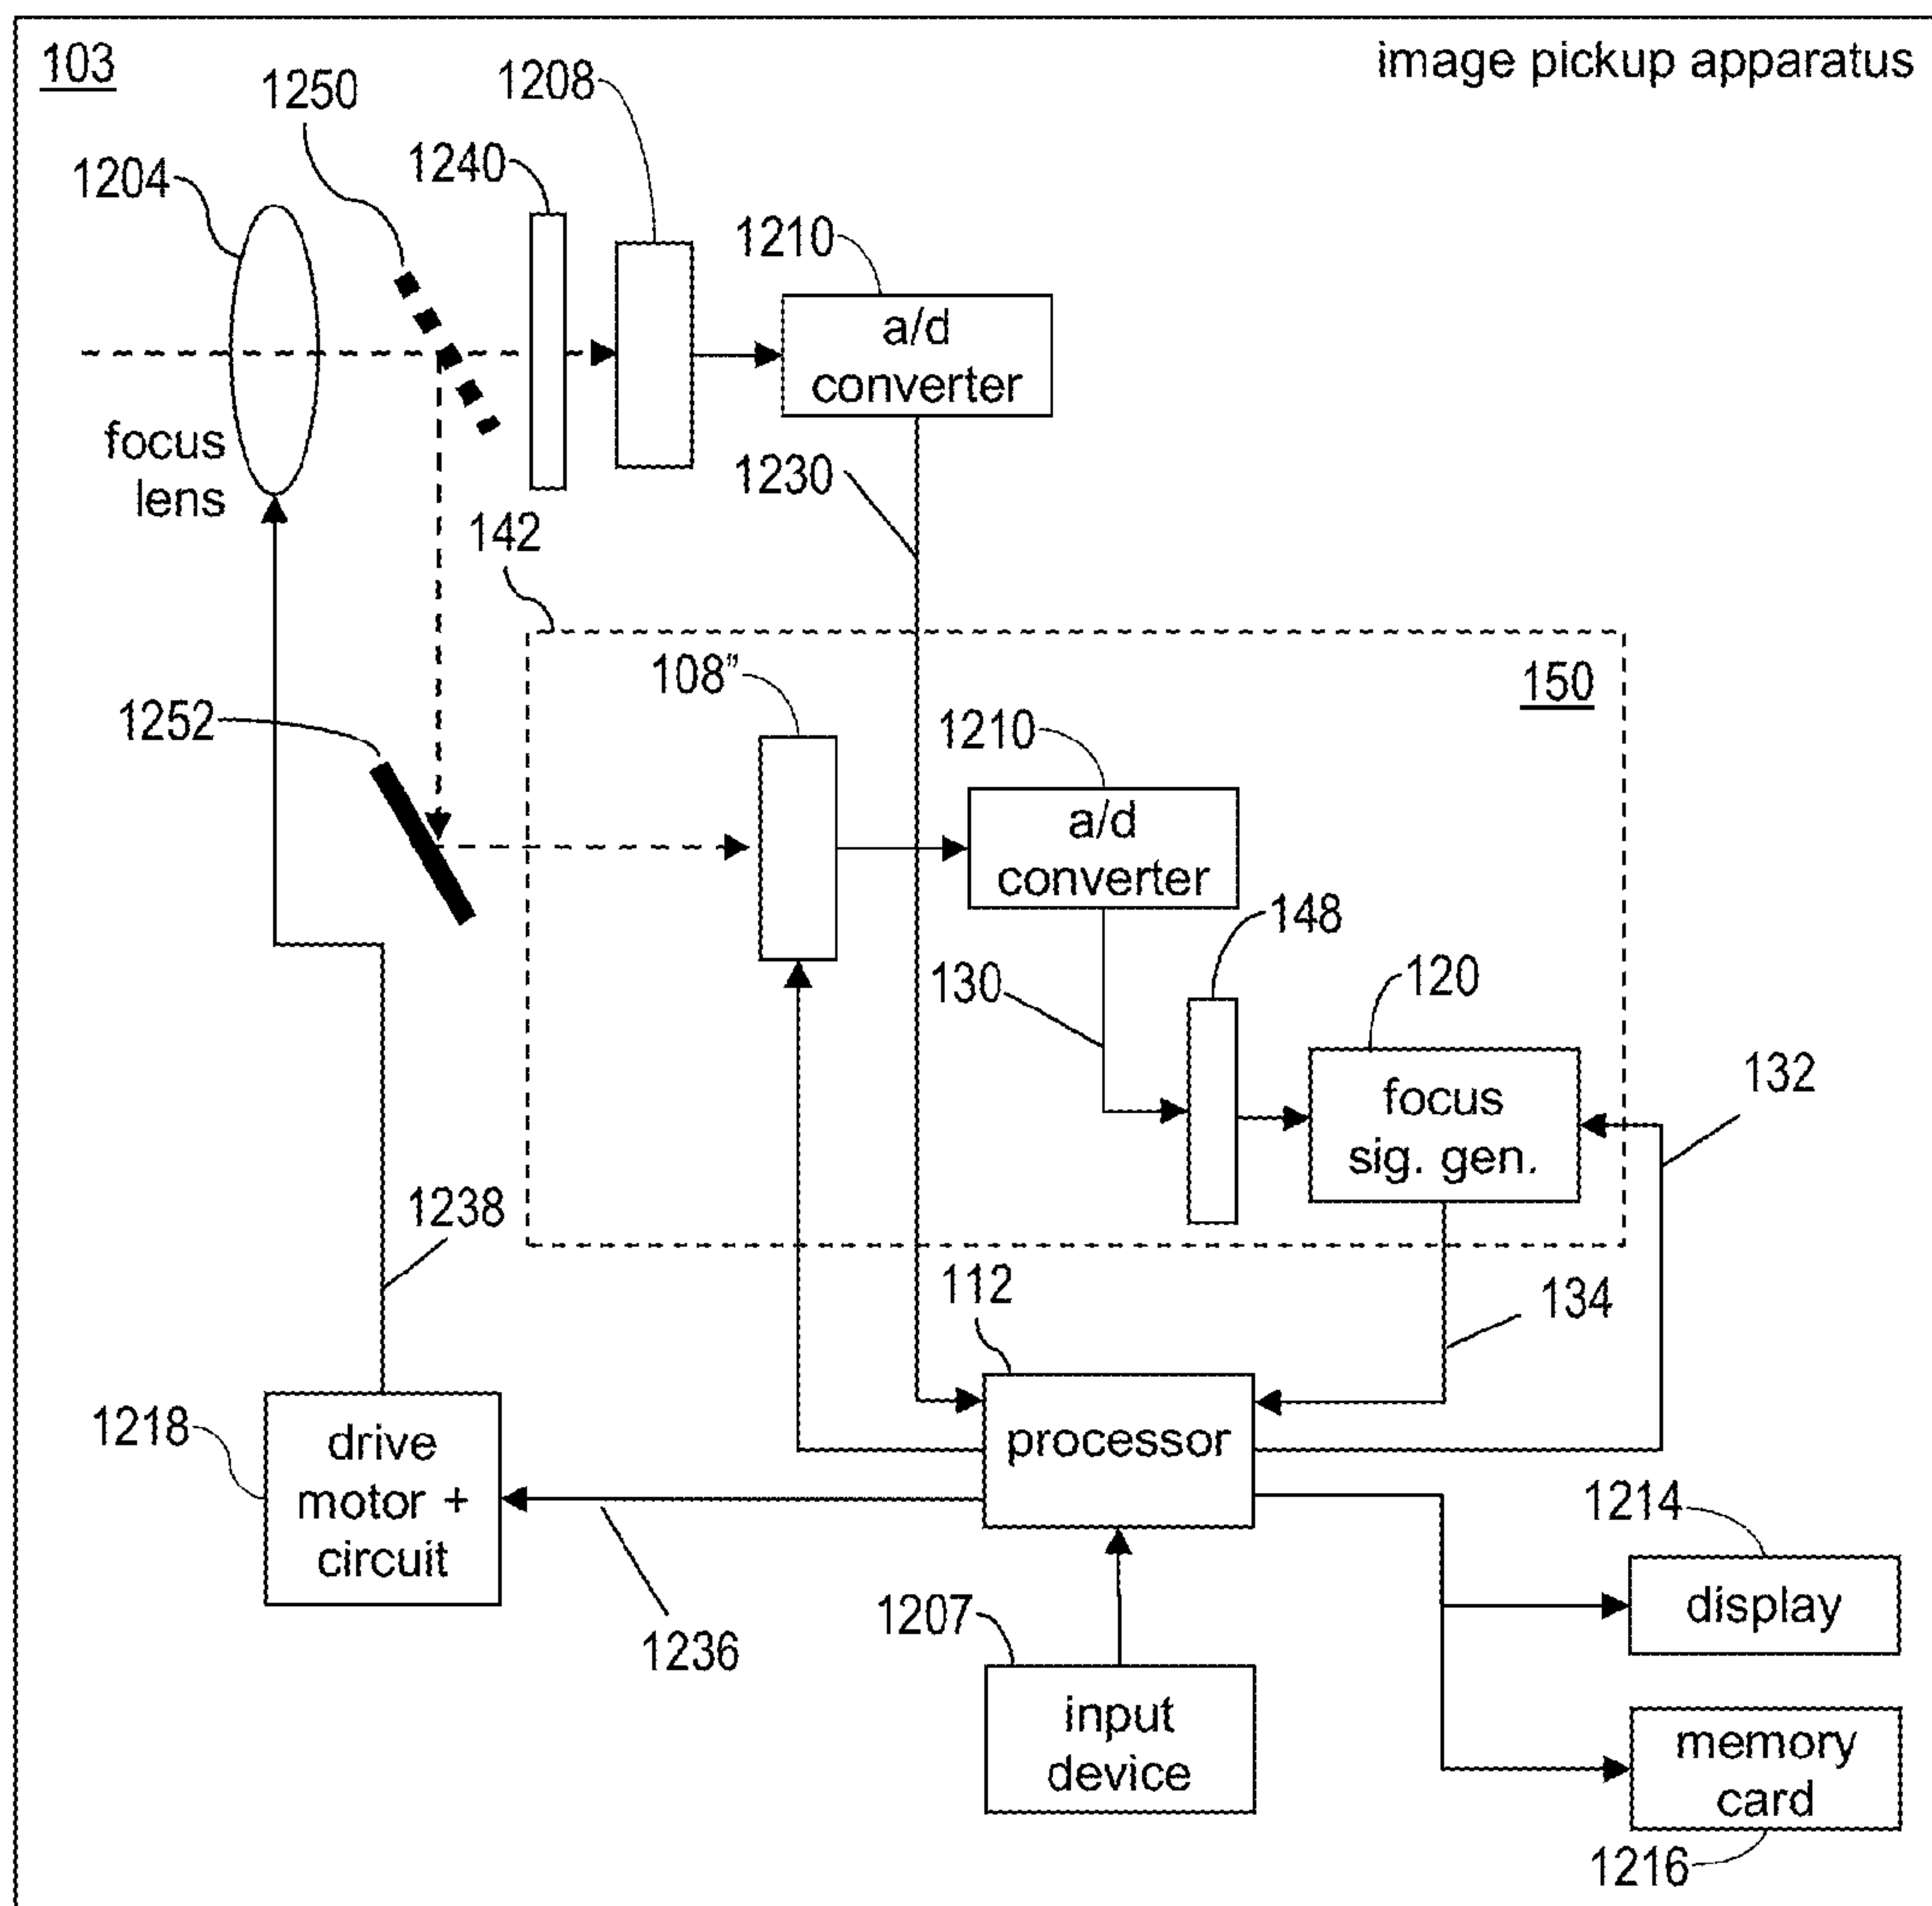 103
image pickup apparatus
1250
1208
1240
1204
1210
a/d
converter
focus
lens
1230
142
108”
150
1252
1210
a/d
converter
148
130
120
132
focus
sig. gen.
1238
112
134
1218
drive
motor +
circuit
processor
1214
display
1207
1236
input
device
memory
card
1216